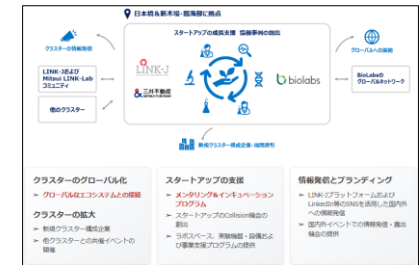 日本橋&新木場・臨海部に拠点
スタートアップの成長支援 協働事例の創出
クラスターの情報発信
グローバルへの展開
LINK-Jおよび
Mitsui LINK-Lab
コミュニティ
他のクラスター
LINK-J
三井不動産
biolabs
BioLabsの
グローバルネットワーク
新規クラスター構成企業・機関誘引
クラスターのグローバル化
➢ グローバルなエコシステムとの接続
クラスターの拡大
➢ 新規クラスター構成企業
➢ 他クラスターとの共催イベントの
開催
スタートアップの支援
➢ メンタリング&インキュベーション
プログラム
➢ スタートアップのCollision機会の
創出
➢ ラボスペース、実験機器・設備およ
び事業支援プログラムの提供
情報発信とブランディング
➢ LINK-Jプラットフォームおよび
LinkedIn等のSNSを活用した国内外
への情報発信
➢ 国内外イベントでの情報発信・露出
機会の提供